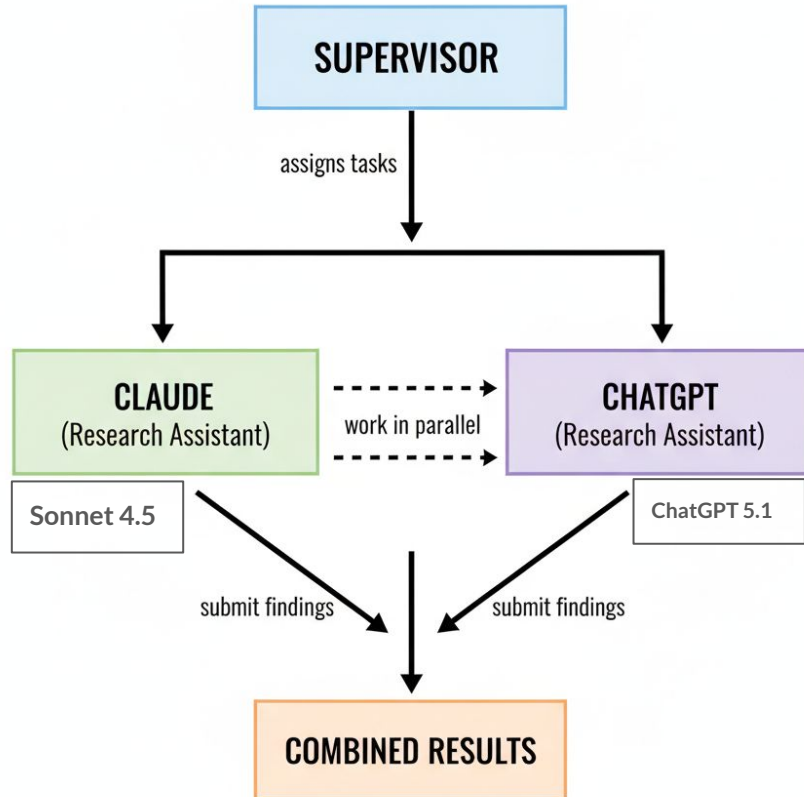 SUPERVISOR
assigns tasks
CLAUDE
(Research Assistant)
work in parallel
CHATGPT
(Research Assistant)
Sonnet 4.5
ChatGPT 5.1
submit findings
submit findings
COMBINED RESULTS